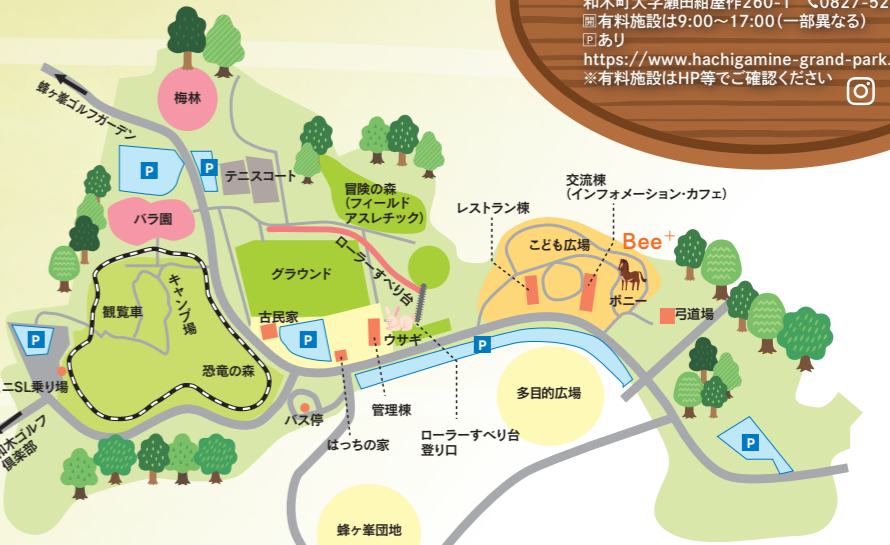 和木町大字瀬田紺屋作260-1 📞0827-52
開有料施設は9:00〜17:00(一部異なる)
Pあり
https://www.hachigamine-grand-park.
※有料施設はHP等でご確認ください
梅林
蜂ヶ峯ゴルフガーデン
P
P
テニスコート
バラ園
冒険の森
(フィールド
アスレチック)
ローラーすべり台
グラウンド
レストラン棟
交流棟
(インフォメーション・カフェ)
こども広場
Bee+
ポニー
弓道場
観覧車
キャンプ場
古民家
P
ウサギ
P
P
恐竜の森
ニSL乗り場
和木ゴルフ
倶楽部
バス停
はっちの家
管理棟
ローラーすべり台
登り口
多目的広場
P
蜂ヶ峯団地